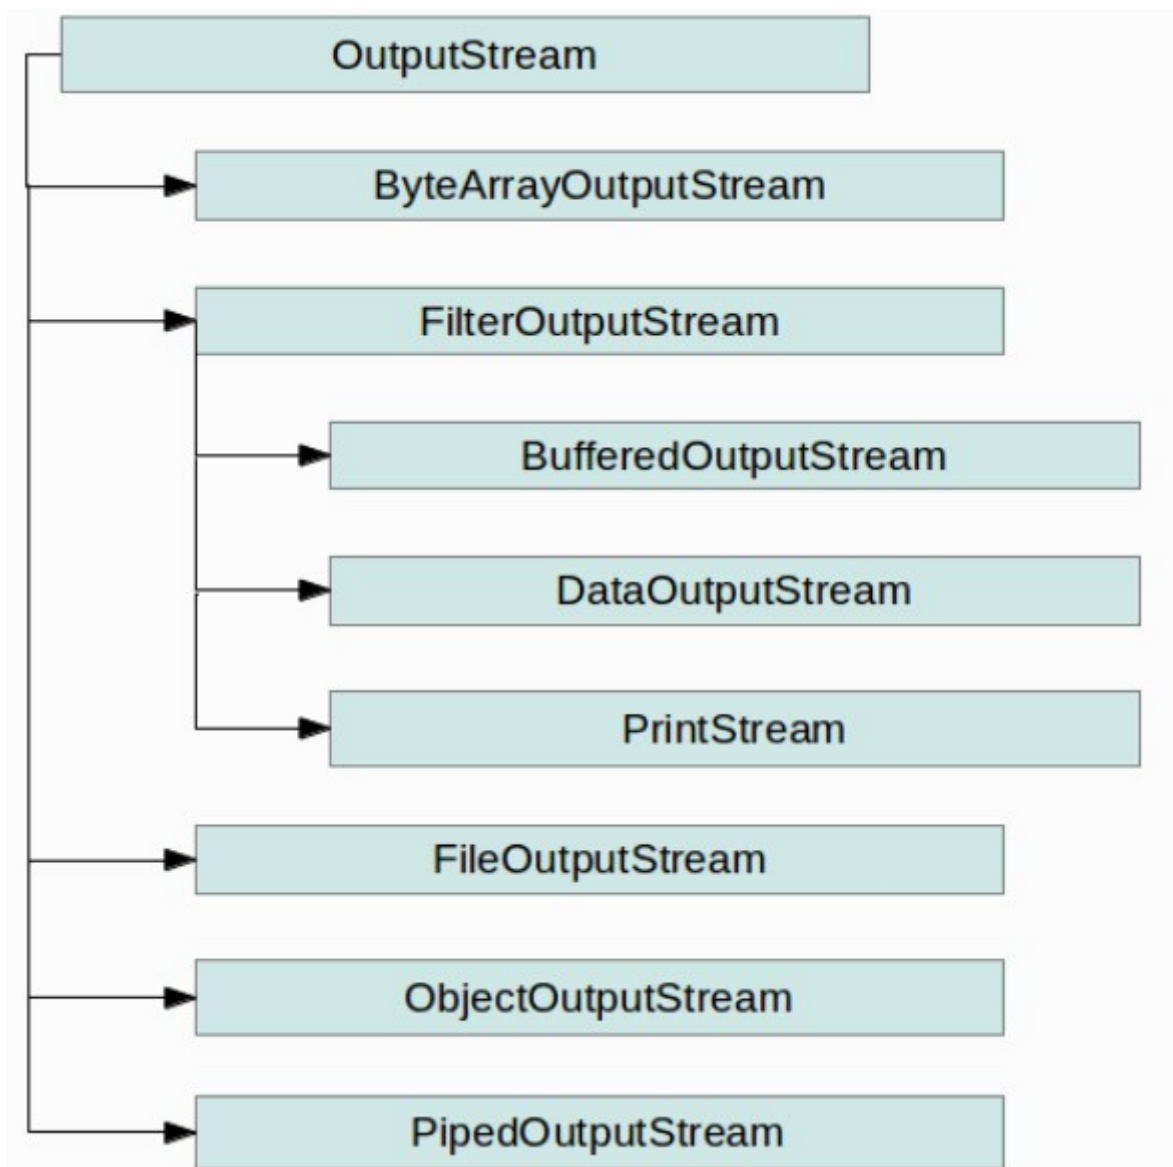 OutputStream
ByteArrayOutputStream
FilterOutputStream
BufferedOutputStream
DataOutputStream
PrintStream
FileOutputStream
ObjectOutputStream
PipedOutputStream